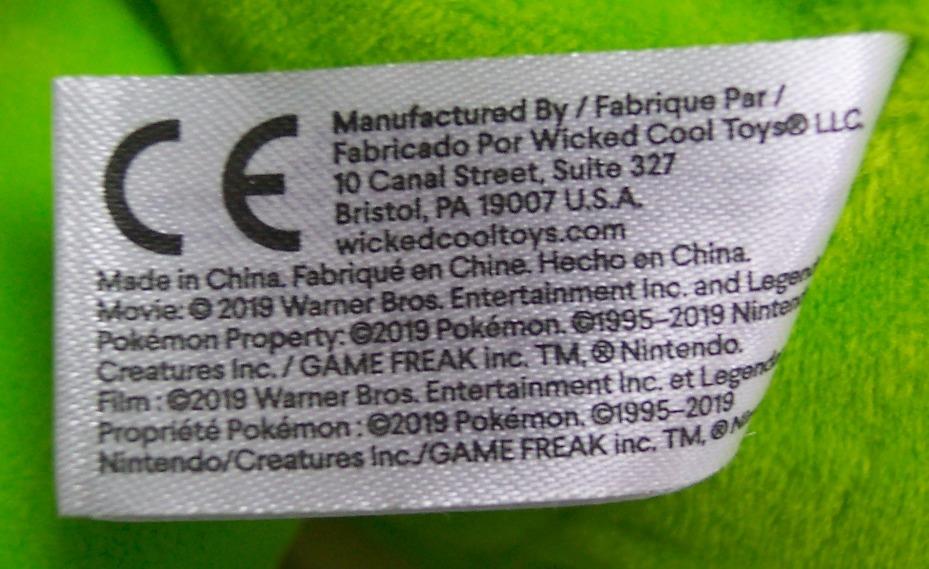 CE
Manufactured By / Fabrique Par /
Fabricado Por Wicked Cool Toys® LLC.
10 Canal Street, Suite 327
Bristol, PA 19007 U.S.A.
wickedcooltoys.com
Made in China. Fabriqué en Chine. Hecho en China.
Movie: © 2019 Warner Bros. Entertainment Inc. and
Pokémon Property: ©2019 Pokémon. ©1995–2019
Creatures Inc. / GAME FREAK inc. TM, ® Nintendo.
Film : ©2019 Warner Bros. Entertainment Inc. et
Propriété Pokémon : ©2019 Pokémon. ©1995–2019
Nintendo/Creatures Inc./GAME FREAK inc. TM, ®